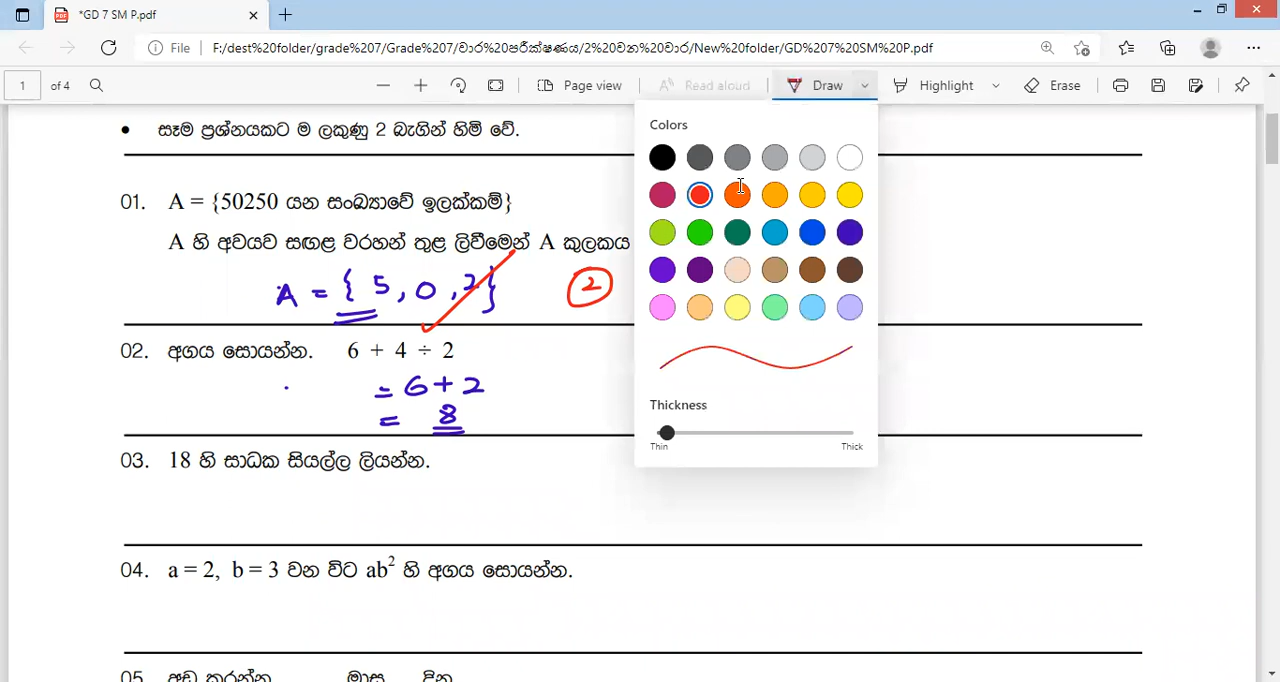 *GD 7 SM P.pdf
File F:/dest%20folder/grade%207/Grade%207/වාර%20පරීක්ෂණය/2%20වන%20වාර/New%20folder/GD%207%20SM%20P.pdf
1 of 4 Page view Read aloud Draw Highlight Erase
• සෑම ප්‍රශ්නයකට ම ලකුණු 2 බැගින් හිමි වේ.
01. A = {50250 යන සංඛ්‍යාවේ ඉලක්කම්}
A හි අවයව සඟළ වරහන් තුළ ලිවීමෙන් A කුලකය
A = { 5, 0, 2}
2
02. අගය සොයන්න. 6 + 4 ÷ 2
= 6 + 2
= 8
03. 18 හි සාධක සියල්ල ලියන්න.
04. a = 2, b = 3 වන විට ab² හි අගය සොයන්න.
05. අඩු කරන්න. මාස දින
Colors
Thickness
Thin Thick